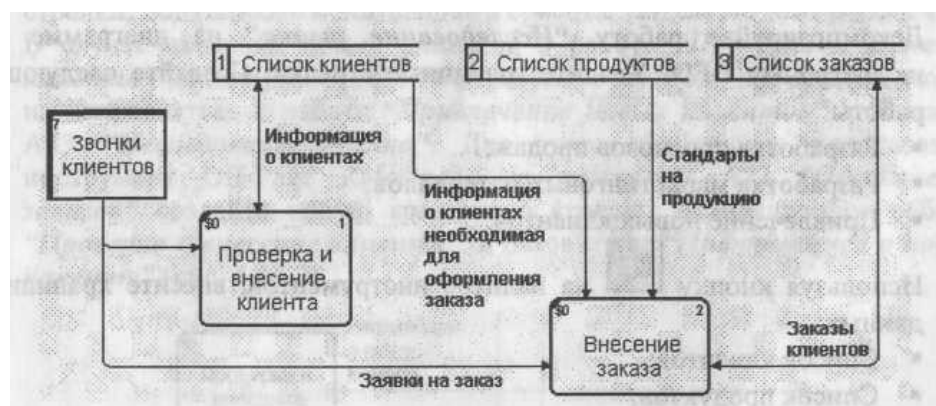 1 Список клиентов
2 Список продуктов
3 Список заказов
7
Звонки
клиентов
Информация
о клиентах
Стандарты
на
продукцию
Информация
о клиентах
необходимая
для
оформления
заказа
$0 1
Проверка и
внесение
клиента
$0 2
Внесение
заказа
Заказы
клиентов
Заявки на заказ